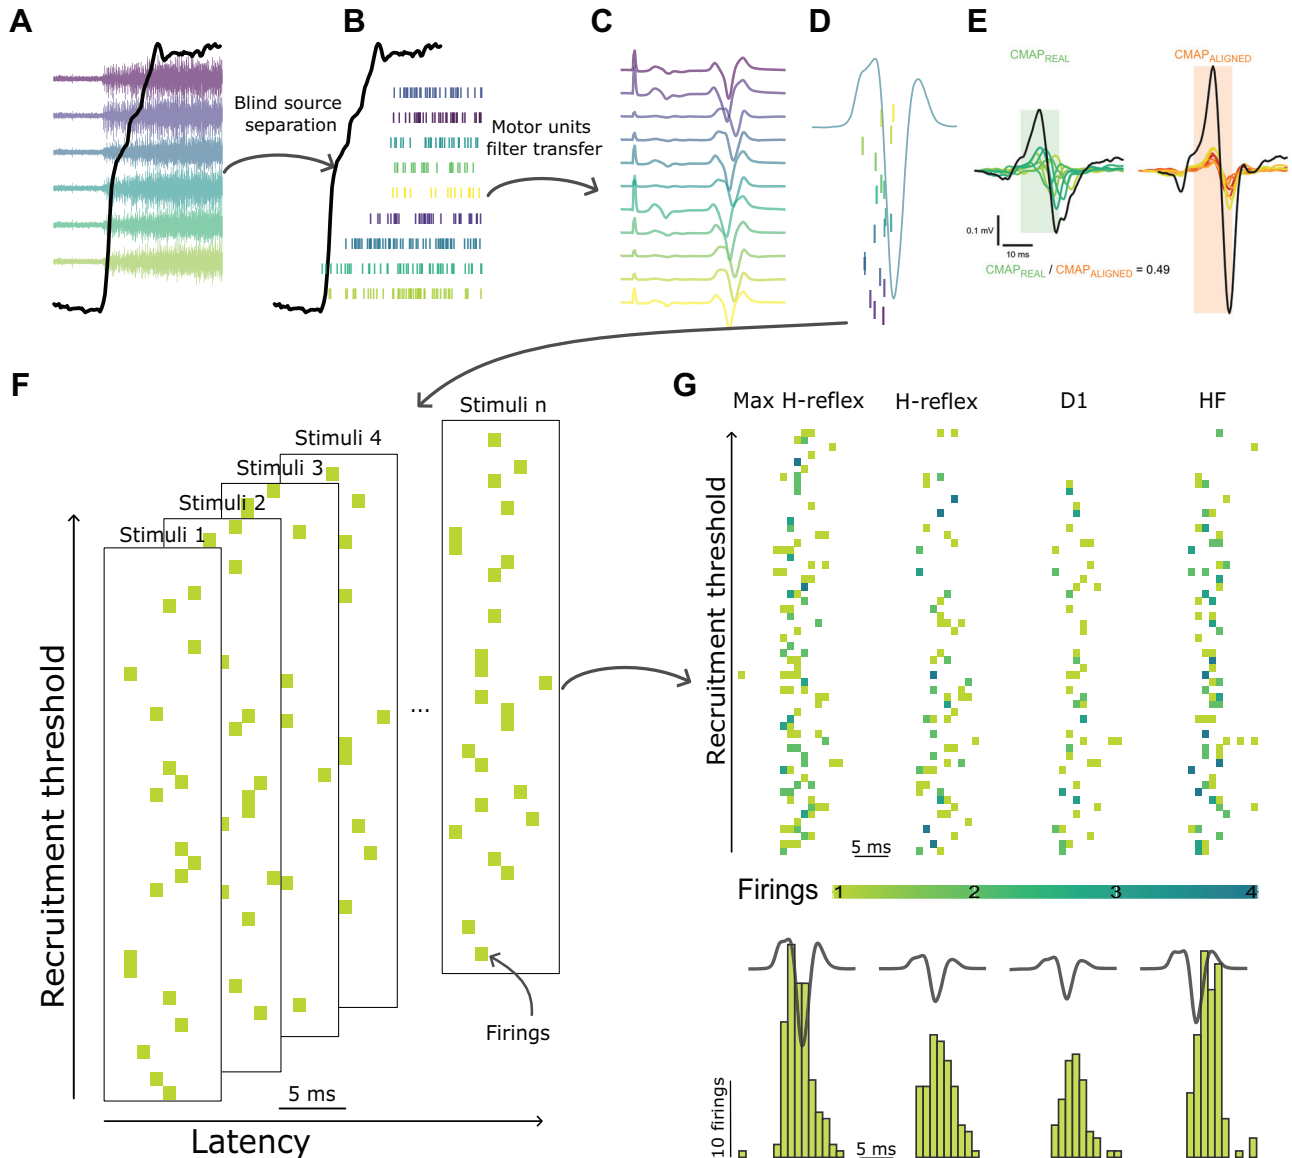 A
B
C
D
E
Blind source
separation
Motor units
filter transfer
CMAPREAL
CMAPALIGNED
0.1 mV
10 ms
CMAPREAL / CMAPALIGNED = 0.49
F
Stimuli 1
Stimuli 2
Stimuli 3
Stimuli 4
...
Stimuli n
Recruitment threshold
Firings
5 ms
Latency
G
Max H-reflex
H-reflex
D1
HF
Recruitment threshold
5 ms
Firings
1
2
3
4
10 firings
5 ms